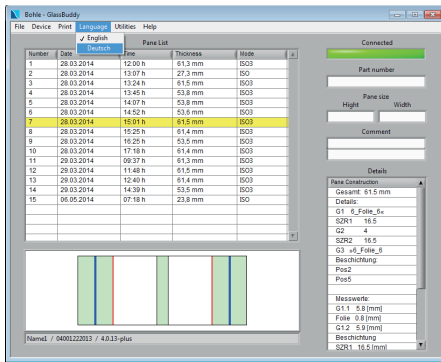 Bohle - GlassBuddy
File Device Print Language Utilities Help
✓ English
Deutsch
Pane List
Number Date Time Thickness Mode
1 28.03.2014 12:00 h 61,3 mm ISO3
2 28.03.2014 13:07 h 27,3 mm ISO
3 28.03.2014 13:24 h 61,5 mm ISO3
4 28.03.2014 13:45 h 53,8 mm ISO3
5 28.03.2014 14:07 h 53,8 mm ISO3
6 28.03.2014 14:52 h 53,6 mm ISO3
7 28.03.2014 15:01 h 61,5 mm ISO3
8 28.03.2014 15:25 h 61,4 mm ISO3
9 28.03.2014 16:25 h 53,5 mm ISO3
10 28.03.2014 17:18 h 61,4 mm ISO3
11 29.03.2014 09:37 h 61,3 mm ISO3
12 29.03.2014 11:48 h 61,5 mm ISO3
13 29.03.2014 12:40 h 61,4 mm ISO3
14 29.03.2014 14:39 h 53,5 mm ISO3
15 06.05.2014 07:18 h 23,8 mm ISO
Name1 / 04001222013 / 4.0.13-plus
Connected
Part number
Pane size
Hight Width
Comment
Details
Pane Construction
Gesamt: 61.5 mm
Details:
G1 6_Folie_6«
SZR1 16.5
G2 4
SZR2 16.5
G3 »6_Folie_6
Beschichtung:
Pos2
Pos5
Messwerte:
G1.1 5.8 [mm]
Folie 0.8 [mm]
G1.2 5.9 [mm]
Beschichtung
SZR1 16.5 [mm]